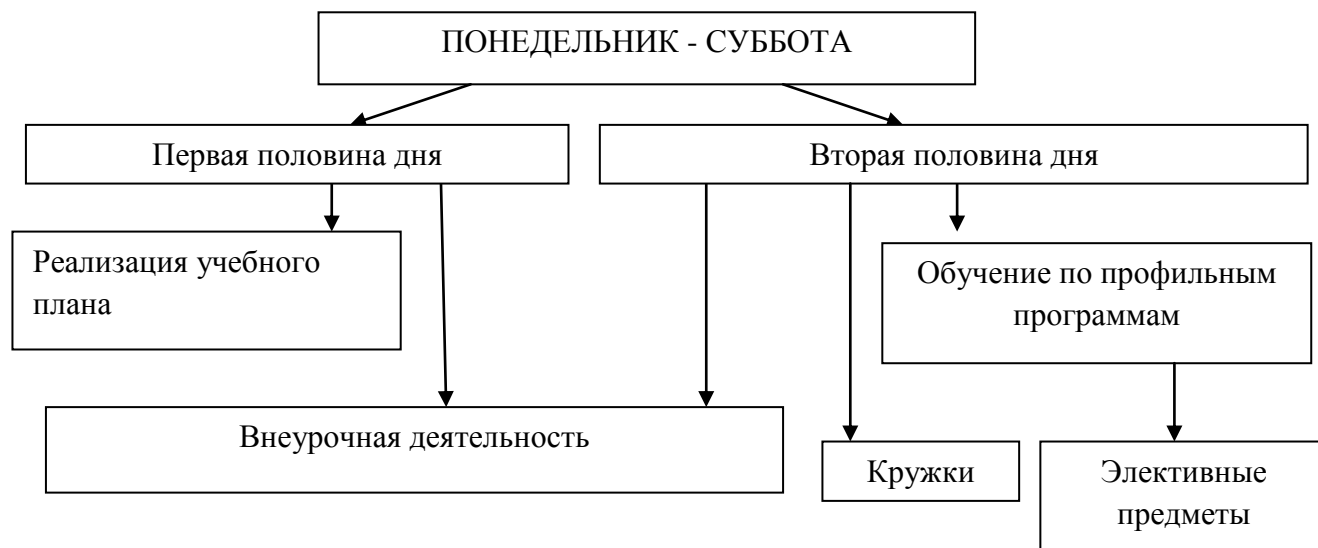 ПОНЕДЕЛЬНИК - СУББОТА
Первая половина дня
Вторая половина дня
Реализация учебного
плана
Обучение по профильным
программам
Внеурочная деятельность
Кружки
Элективные
предметы